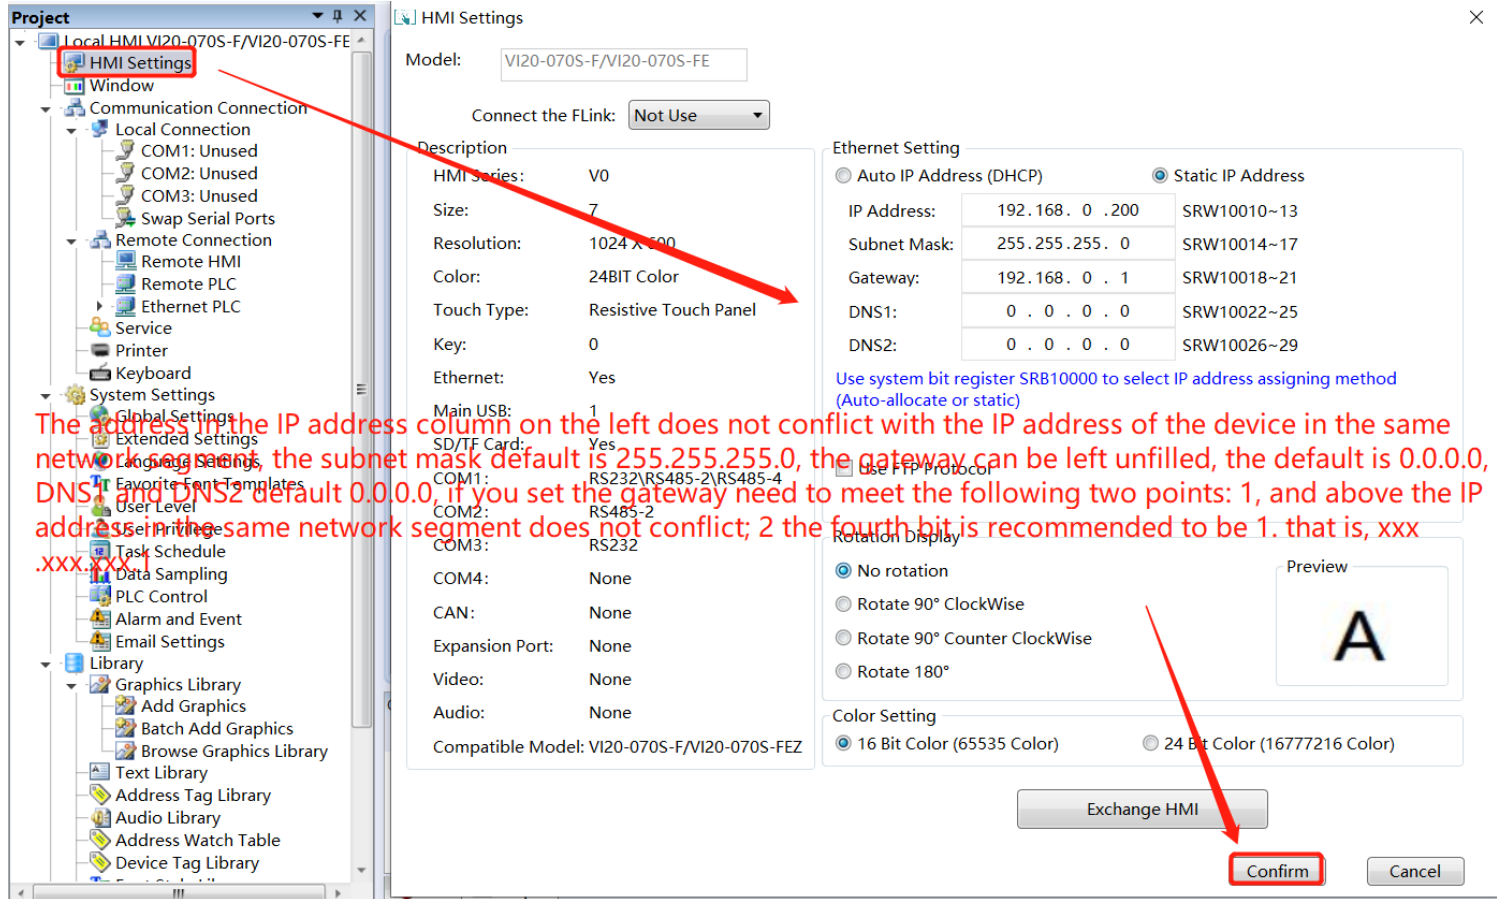 Project
Local HMI VI20-070S-F/VI20-070S-FE
HMI Settings
Window
Communication Connection
Local Connection
COM1: Unused
COM2: Unused
COM3: Unused
Swap Serial Ports
Remote Connection
Remote HMI
Remote PLC
Ethernet PLC
Service
Printer
Keyboard
System Settings
Global Settings
Extended Settings
Language Settings
Favorite Font Templates
User Level
User Privilege
Task Schedule
Data Sampling
PLC Control
Alarm and Event
Email Settings
Library
Graphics Library
Add Graphics
Batch Add Graphics
Browse Graphics Library
Text Library
Address Tag Library
Audio Library
Address Watch Table
Device Tag Library
HMI Settings
Model: VI20-070S-F/VI20-070S-FE
Connect the FLink: Not Use
Description
HMI Series: V0
Size: 7
Resolution: 1024 X 600
Color: 24BIT Color
Touch Type: Resistive Touch Panel
Key: 0
Ethernet: Yes
Main USB: 1
SD/TF Card: Yes
COM1: RS232\RS485-2\RS485-4
COM2: RS485-2
COM3: RS232
COM4: None
CAN: None
Expansion Port: None
Video: None
Audio: None
Compatible Model: VI20-070S-F/VI20-070S-FEZ
Ethernet Setting
Auto IP Address (DHCP) Static IP Address
IP Address: 192.168. 0 .200 SRW10010~13
Subnet Mask: 255.255.255. 0 SRW10014~17
Gateway: 192.168. 0 . 1 SRW10018~21
DNS1: 0 . 0 . 0 . 0 SRW10022~25
DNS2: 0 . 0 . 0 . 0 SRW10026~29
Use system bit register SRB10000 to select IP address assigning method
(Auto-allocate or static)
Use FTP Protocol
The address in the IP address column on the left does not conflict with the IP address of the device in the same
network segment, the subnet mask default is 255.255.255.0, the gateway can be left unfilled, the default is 0.0.0.0,
DNS1 and DNS2 default 0.0.0.0, if you set the gateway need to meet the following two points: 1, and above the IP
address in the same network segment does not conflict; 2 the fourth bit is recommended to be 1. that is, xxx
.xxx.xxx.1
Rotation Display
No rotation
Rotate 90° ClockWise
Rotate 90° Counter ClockWise
Rotate 180°
Preview
A
Color Setting
16 Bit Color (65535 Color) 24 Bit Color (16777216 Color)
Exchange HMI
Confirm Cancel